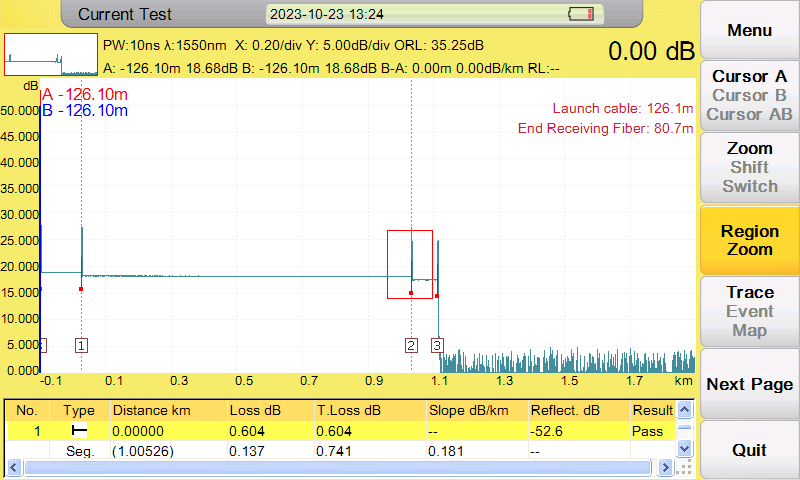 Current Test
2023-10-23 13:24
PW:10ns λ:1550nm X: 0.20/div Y: 5.00dB/div ORL: 35.25dB
0.00 dB
A: -126.10m 18.68dB B: -126.10m 18.68dB B-A: 0.00m 0.00dB/km RL:--
dB
A -126.10m
B -126.10m
Launch cable: 126.1m
End Receiving Fiber: 80.7m
50.000
45.000
40.000
35.000
30.000
25.000
20.000
15.000
10.000
5.000
0.000
1 2 3
-0.1 0.1 0.3 0.5 0.7 0.9 1.1 1.3 1.5 1.7 km
No. Type Distance km Loss dB T.Loss dB Slope dB/km Reflect. dB Result
1 0.00000 0.604 0.604 -- -52.6 Pass
Seg. (1.00526) 0.137 0.741 0.181 --
Menu
Cursor A
Cursor B
Cursor AB
Zoom
Shift
Switch
Region
Zoom
Trace
Event
Map
Next Page
Quit